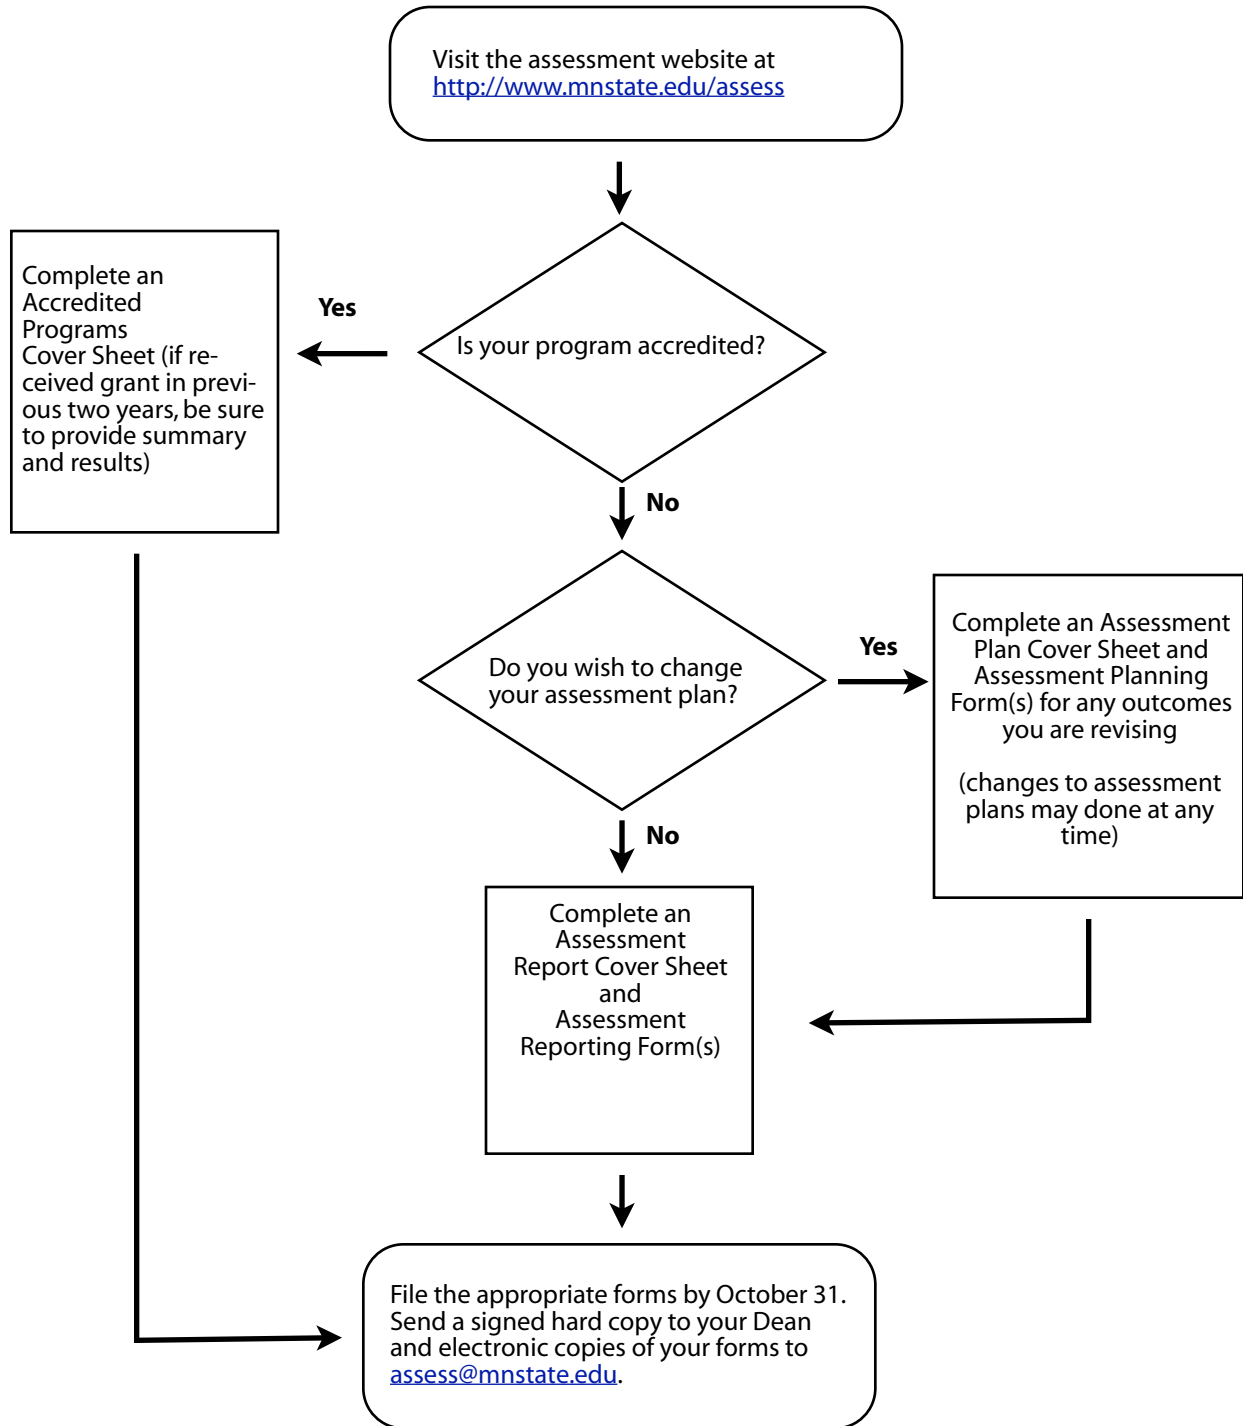 Visit the assessment website at
http://www.mnstate.edu/assess
Is your program accredited?
Yes
Complete an
Accredited
Programs
Cover Sheet (if re-
ceived grant in previ-
ous two years, be sure
to provide summary
and results)
No
Do you wish to change
your assessment plan?
Yes
Complete an Assessment
Plan Cover Sheet and
Assessment Planning
Form(s) for any outcomes
you are revising
(changes to assessment
plans may done at any
time)
No
Complete an
Assessment
Report Cover Sheet
and
Assessment
Reporting Form(s)
File the appropriate forms by October 31.
Send a signed hard copy to your Dean
and electronic copies of your forms to
assess@mnstate.edu.